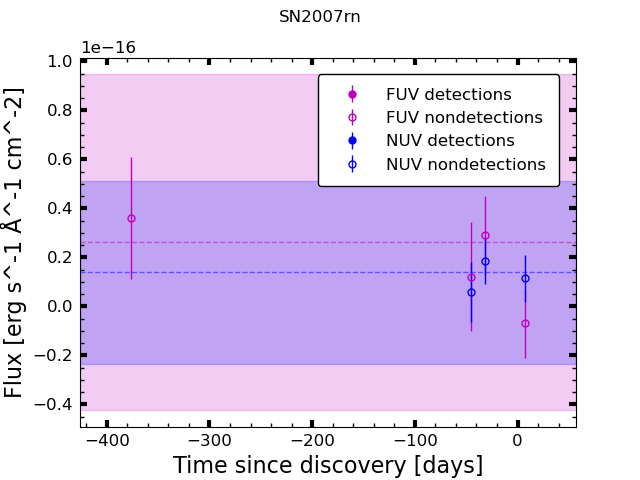 SN2007rn
1e−16
FUV detections
FUV nondetections
NUV detections
NUV nondetections
1.0
0.8
0.6
0.4
0.2
0.0
−0.2
−0.4
Flux [erg s^-1 Å^-1 cm^-2]
−400
−300
−200
−100
0
Time since discovery [days]